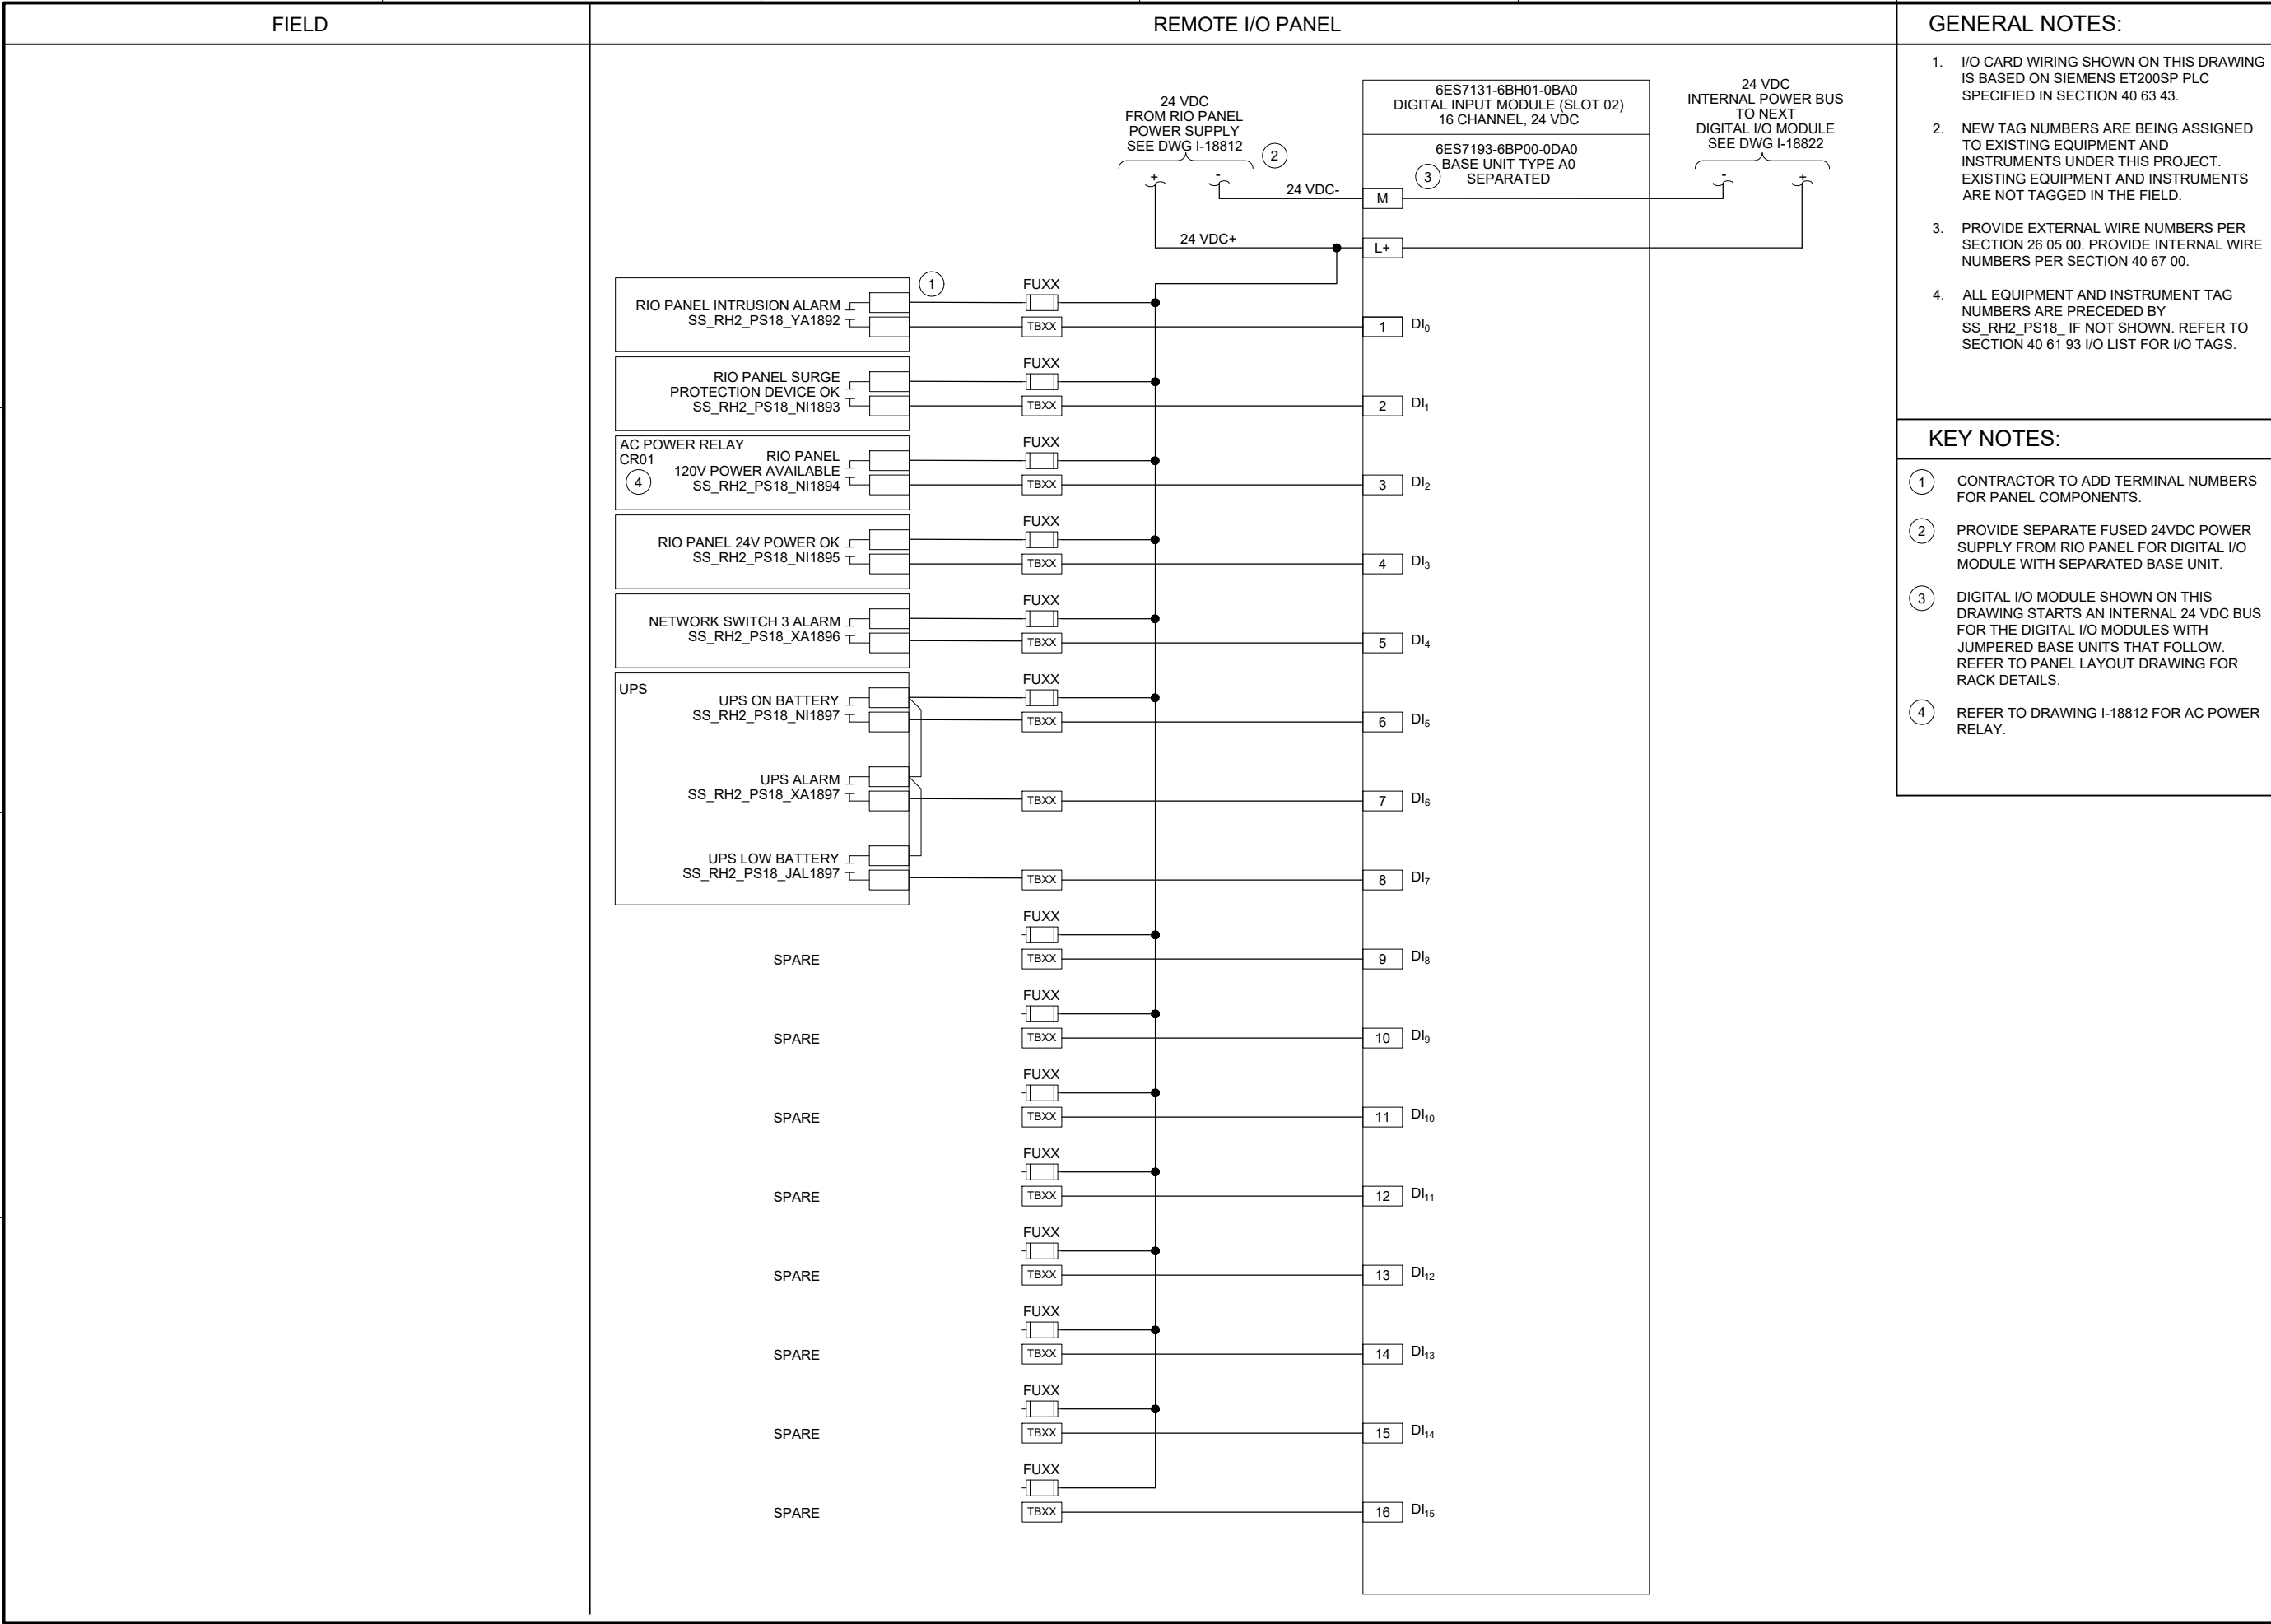 FIELD
REMOTE I/O PANEL
GENERAL NOTES:
1. I/O CARD WIRING SHOWN ON THIS DRAWING
IS BASED ON SIEMENS ET200SP PLC
SPECIFIED IN SECTION 40 63 43.
2. NEW TAG NUMBERS ARE BEING ASSIGNED
TO EXISTING EQUIPMENT AND
INSTRUMENTS UNDER THIS PROJECT.
EXISTING EQUIPMENT AND INSTRUMENTS
ARE NOT TAGGED IN THE FIELD.
3. PROVIDE EXTERNAL WIRE NUMBERS PER
SECTION 26 05 00. PROVIDE INTERNAL WIRE
NUMBERS PER SECTION 40 67 00.
4. ALL EQUIPMENT AND INSTRUMENT TAG
NUMBERS ARE PRECEDED BY
SS_RH2_PS18_ IF NOT SHOWN. REFER TO
SECTION 40 61 93 I/O LIST FOR I/O TAGS.
KEY NOTES:
1 CONTRACTOR TO ADD TERMINAL NUMBERS
FOR PANEL COMPONENTS.
2 PROVIDE SEPARATE FUSED 24VDC POWER
SUPPLY FROM RIO PANEL FOR DIGITAL I/O
MODULE WITH SEPARATED BASE UNIT.
3 DIGITAL I/O MODULE SHOWN ON THIS
DRAWING STARTS AN INTERNAL 24 VDC BUS
FOR THE DIGITAL I/O MODULES WITH
JUMPERED BASE UNITS THAT FOLLOW.
REFER TO PANEL LAYOUT DRAWING FOR
RACK DETAILS.
4 REFER TO DRAWING I-18812 FOR AC POWER
RELAY.
24 VDC
FROM RIO PANEL
POWER SUPPLY
SEE DWG I-18812
2
+ -
6ES7131-6BH01-0BA0
DIGITAL INPUT MODULE (SLOT 02)
16 CHANNEL, 24 VDC
6ES7193-6BP00-0DA0
BASE UNIT TYPE A0
SEPARATED
3
24 VDC
INTERNAL POWER BUS
TO NEXT
DIGITAL I/O MODULE
SEE DWG I-18822
- +
24 VDC- M
24 VDC+ L+
1
FUXX
RIO PANEL INTRUSION ALARM
SS_RH2_PS18_YA1892
TBXX 1 DI0
FUXX
RIO PANEL SURGE
PROTECTION DEVICE OK
SS_RH2_PS18_NI1893
TBXX 2 DI1
AC POWER RELAY
CR01
4
FUXX
RIO PANEL
120V POWER AVAILABLE
SS_RH2_PS18_NI1894
TBXX 3 DI2
FUXX
RIO PANEL 24V POWER OK
SS_RH2_PS18_NI1895
TBXX 4 DI3
FUXX
NETWORK SWITCH 3 ALARM
SS_RH2_PS18_XA1896
TBXX 5 DI4
UPS
FUXX
UPS ON BATTERY
SS_RH2_PS18_NI1897
TBXX 6 DI5
UPS ALARM
SS_RH2_PS18_XA1897
TBXX 7 DI6
UPS LOW BATTERY
SS_RH2_PS18_JAL1897
TBXX 8 DI7
FUXX
SPARE TBXX 9 DI8
FUXX
SPARE TBXX 10 DI9
FUXX
SPARE TBXX 11 DI10
FUXX
SPARE TBXX 12 DI11
FUXX
SPARE TBXX 13 DI12
FUXX
SPARE TBXX 14 DI13
FUXX
SPARE TBXX 15 DI14
FUXX
SPARE TBXX 16 DI15